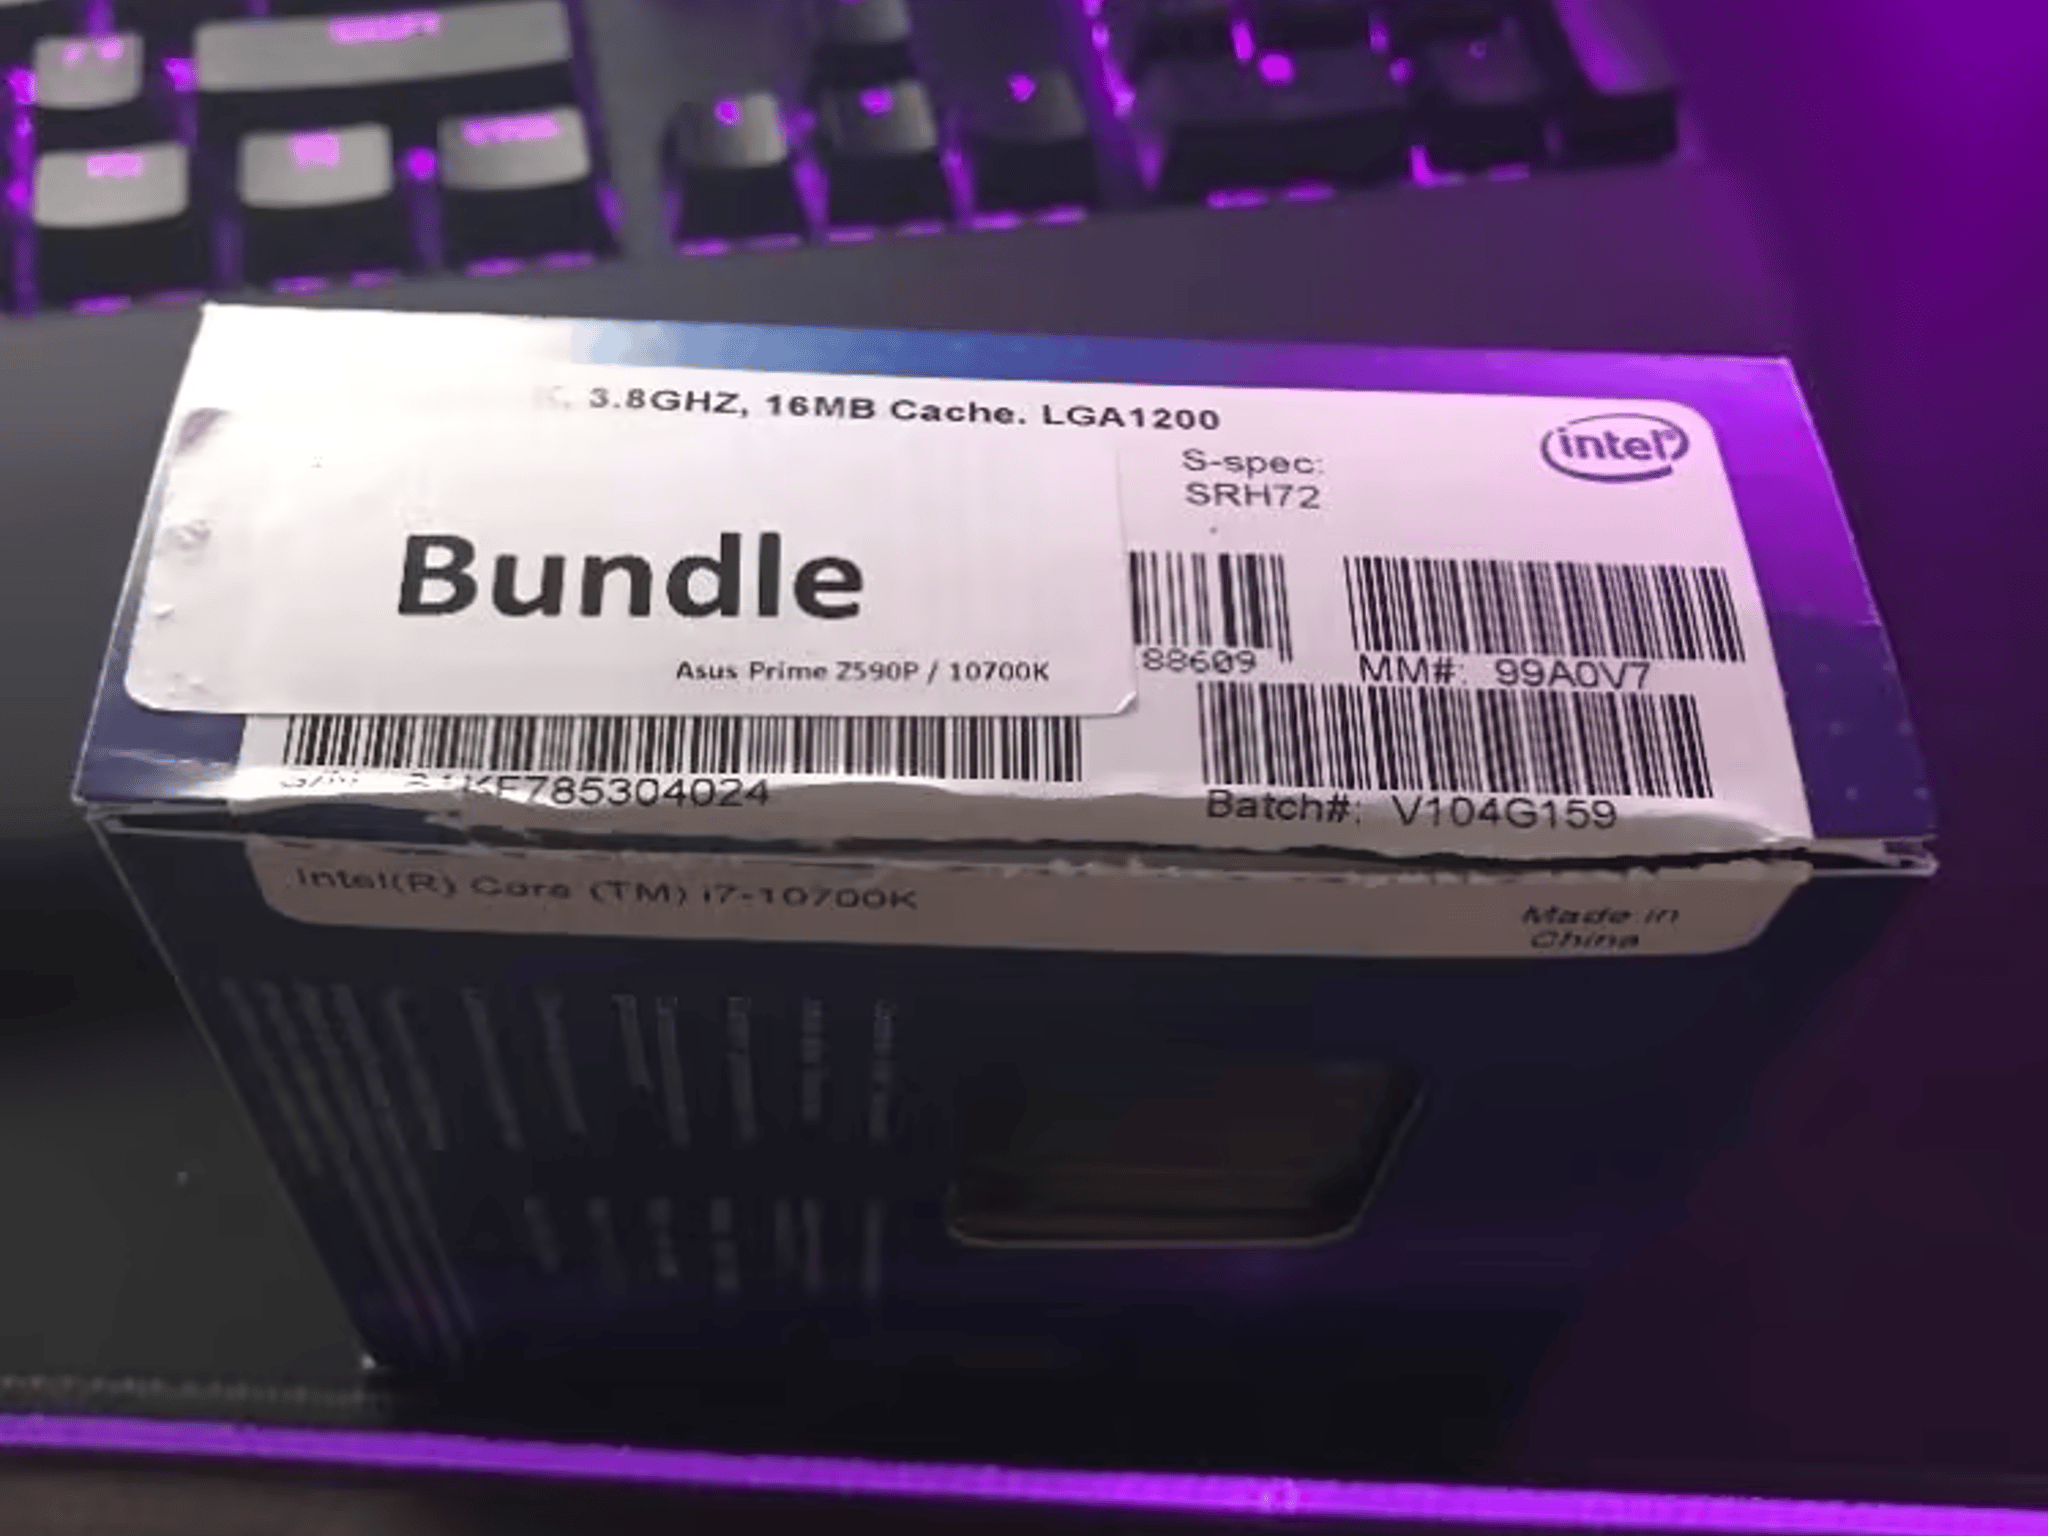 3.8GHZ, 16MB Cache. LGA1200
intel
S-spec:
SRH72
Bundle
88609
MM#: 99A0V7
Asus Prime Z590P / 10700K
785304024
Batch#: V104G159
Intel(R) Core (TM) i7-10700K
Made in
China